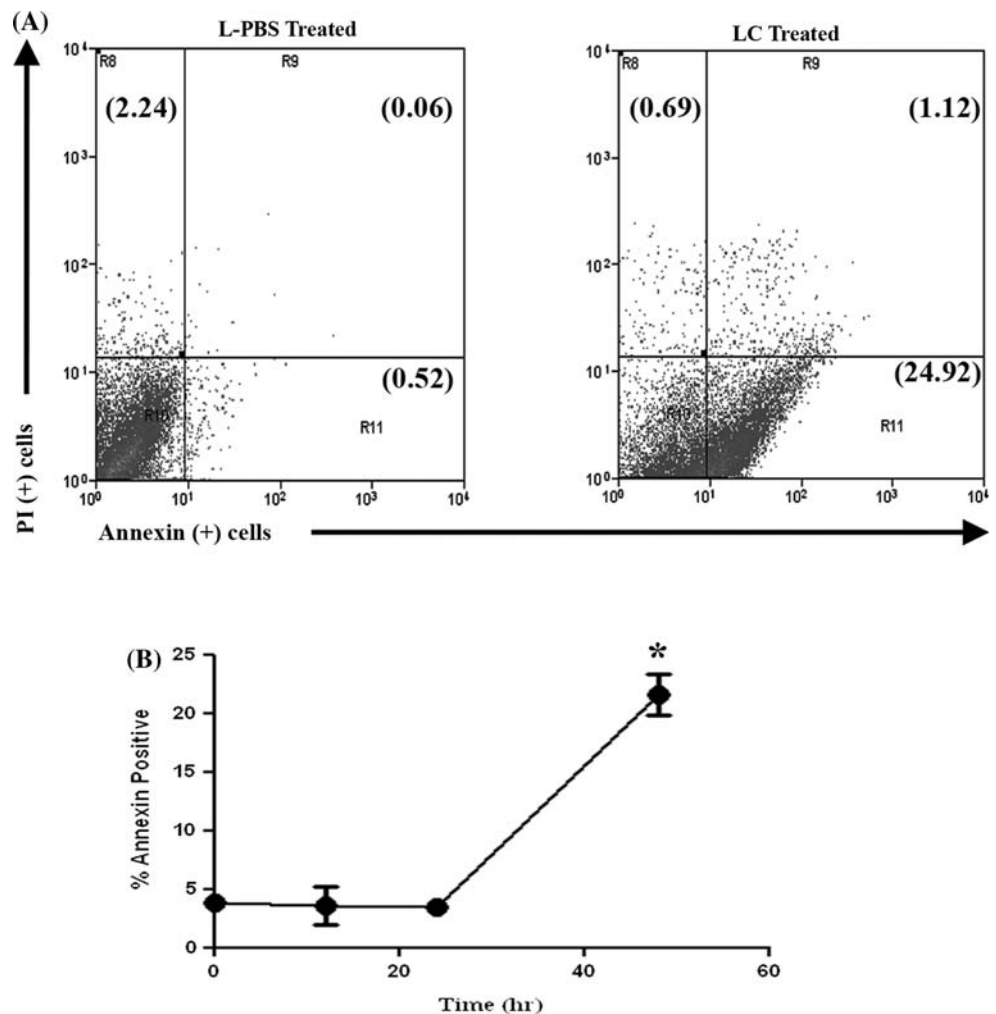 (A)
L-PBS Treated
LC Treated
PI (+) cells
10⁴
10³
10²
10¹
10⁰
R8
R9
(2.24)
(0.06)
(0.52)
R10
R11
10⁰ 10¹ 10² 10³ 10⁴
10⁴
10³
10²
10¹
10⁰
R8
R9
(0.69)
(1.12)
(24.92)
R10
R11
10⁰ 10¹ 10² 10³ 10⁴
Annexin (+) cells
(B)
% Annexin Positive
25
20
15
10
5
0
*
0 20 40 60
Time (hr)